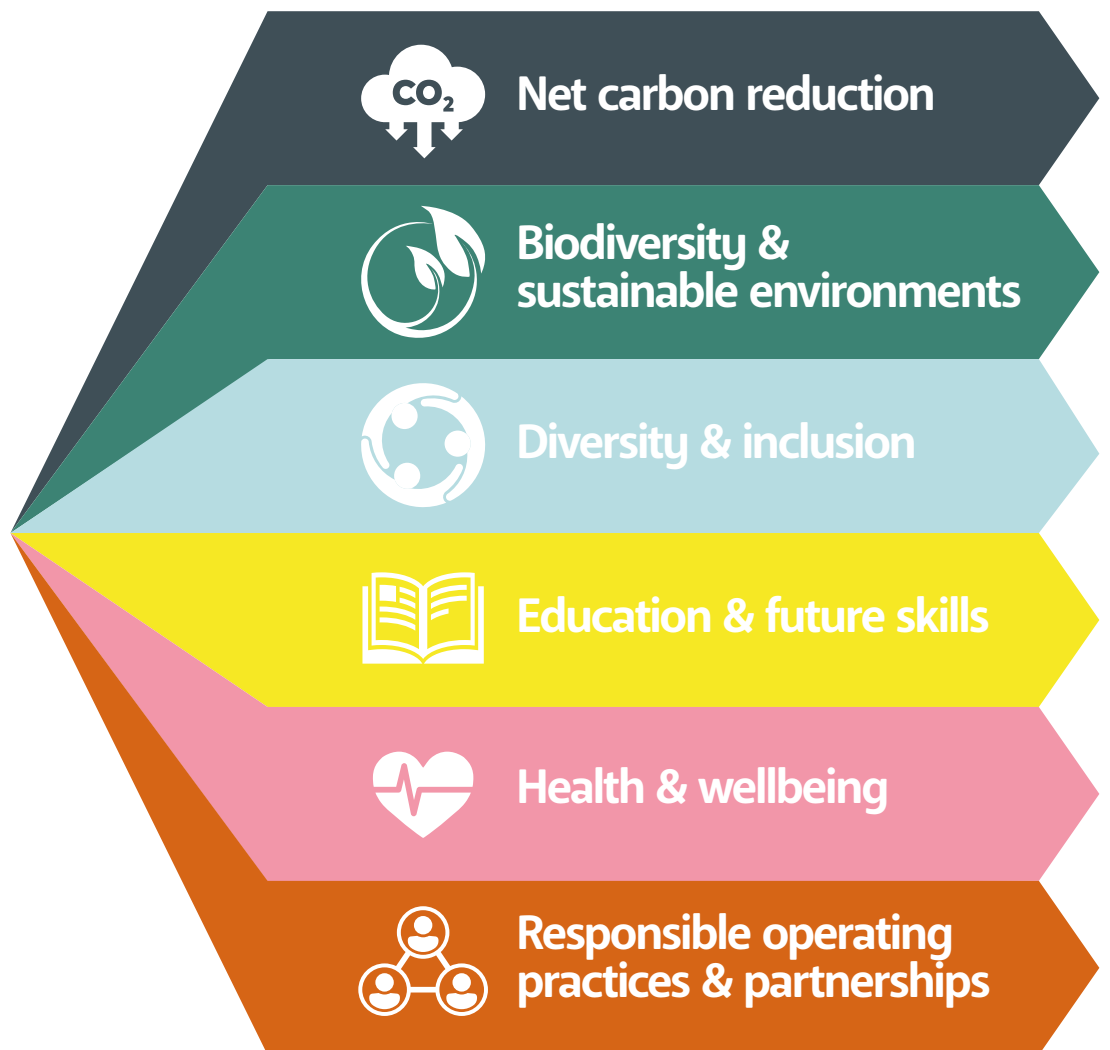 CO₂
Net carbon reduction
Biodiversity &
sustainable environments
Diversity & inclusion
Education & future skills
Health & wellbeing
Responsible operating
practices & partnerships